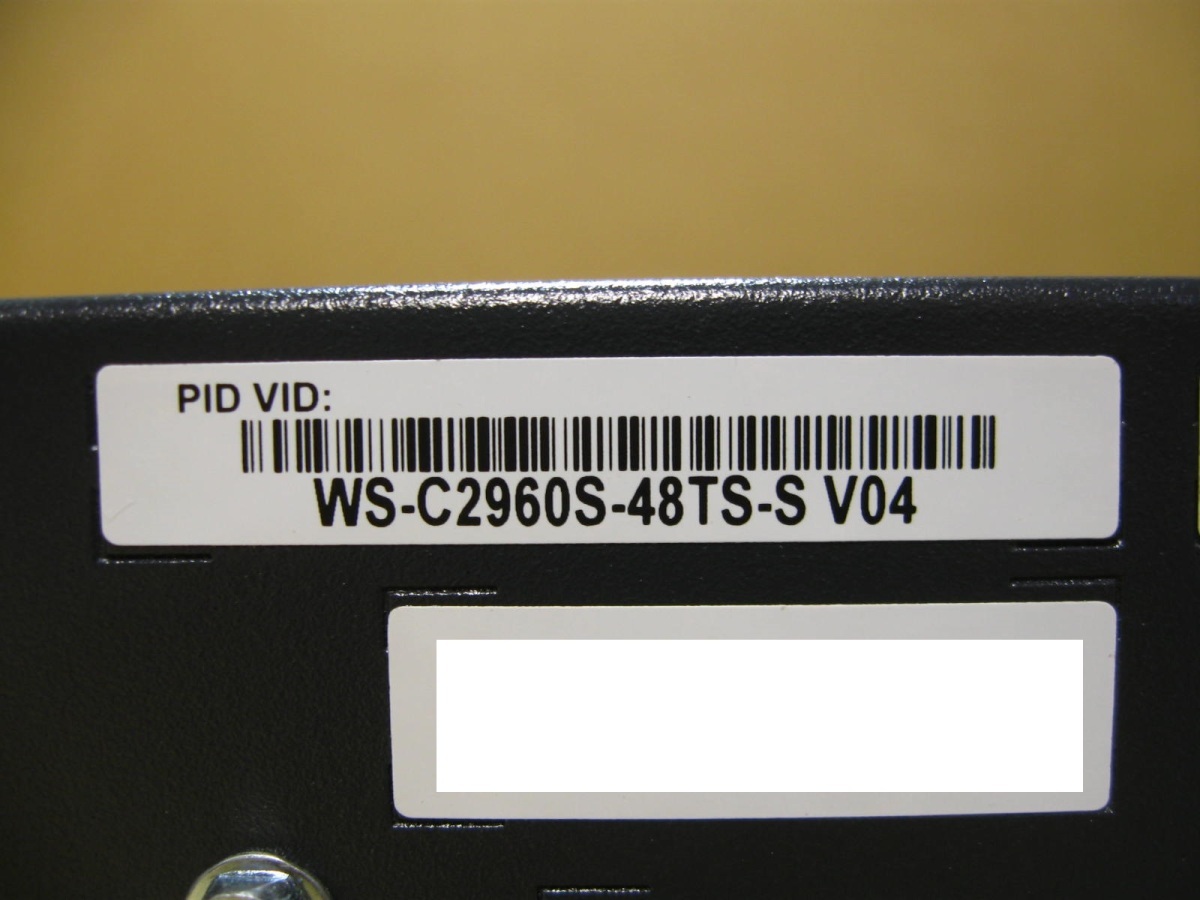 PID VID:
WS-C2960S-48TS-S V04